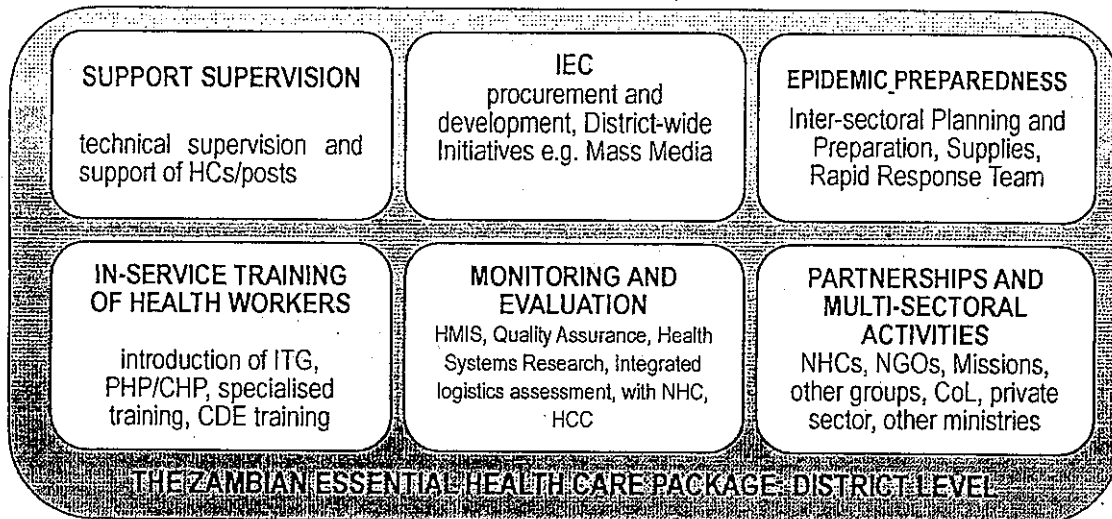 SUPPORT SUPERVISION
technical supervision and
support of HCs/posts
IEC
procurement and
development, District-wide
Initiatives e.g. Mass Media
EPIDEMIC PREPAREDNESS
Inter-sectoral Planning and
Preparation, Supplies,
Rapid Response Team
IN-SERVICE TRAINING
OF HEALTH WORKERS
introduction of ITG,
PHP/CHP, specialised
training, CDE training
MONITORING AND
EVALUATION
HMIS, Quality Assurance, Health
Systems Research, integrated
logistics assessment, with NHC,
HCC
PARTNERSHIPS AND
MULTI-SECTORAL
ACTIVITIES
NHCs, NGOs, Missions,
other groups, CoL, private
sector, other ministries
THE ZAMBIAN ESSENTIAL HEALTH CARE PACKAGE: DISTRICT LEVEL